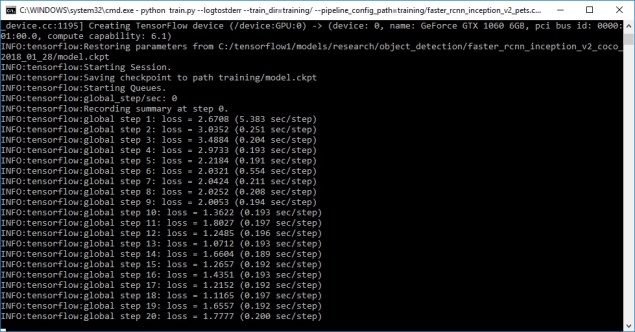 C:\WINDOWS\system32\cmd.exe - python train.py --logtostderr --train_dir=training/ --pipeline_config_path=training/faster_rcnn_inception_v2_pets.c...
.device.cc:1195] Creating TensorFlow device (/device:GPU:0) -> (device: 0, name: GeForce GTX 1060 6GB, pci bus id: 0000:
01:00.0, compute capability: 6.1)
INFO:tensorflow:Restoring parameters from C:/tensorflow1/models/research/object_detection/faster_rcnn_inception_v2_coco_
2018_01_28/model.ckpt
INFO:tensorflow:Starting Session.
INFO:tensorflow:Saving checkpoint to path training/model.ckpt
INFO:tensorflow:Starting Queues.
INFO:tensorflow:global_step/sec: 0
INFO:tensorflow:Recording summary at step 0.
INFO:tensorflow:global step 1: loss = 2.6708 (5.383 sec/step)
INFO:tensorflow:global step 2: loss = 3.0352 (0.251 sec/step)
INFO:tensorflow:global step 3: loss = 3.4884 (0.204 sec/step)
INFO:tensorflow:global step 4: loss = 2.9733 (0.193 sec/step)
INFO:tensorflow:global step 5: loss = 2.2184 (0.191 sec/step)
INFO:tensorflow:global step 6: loss = 2.0321 (0.554 sec/step)
INFO:tensorflow:global step 7: loss = 2.0424 (0.211 sec/step)
INFO:tensorflow:global step 8: loss = 2.0252 (0.208 sec/step)
INFO:tensorflow:global step 9: loss = 2.0053 (0.194 sec/step)
INFO:tensorflow:global step 10: loss = 1.3622 (0.193 sec/step)
INFO:tensorflow:global step 11: loss = 1.8027 (0.197 sec/step)
INFO:tensorflow:global step 12: loss = 1.2485 (0.196 sec/step)
INFO:tensorflow:global step 13: loss = 1.0712 (0.193 sec/step)
INFO:tensorflow:global step 14: loss = 1.6604 (0.189 sec/step)
INFO:tensorflow:global step 15: loss = 1.2657 (0.192 sec/step)
INFO:tensorflow:global step 16: loss = 1.4351 (0.193 sec/step)
INFO:tensorflow:global step 17: loss = 1.2152 (0.192 sec/step)
INFO:tensorflow:global step 18: loss = 1.1165 (0.197 sec/step)
INFO:tensorflow:global step 19: loss = 1.6557 (0.192 sec/step)
INFO:tensorflow:global step 20: loss = 1.7777 (0.200 sec/step)